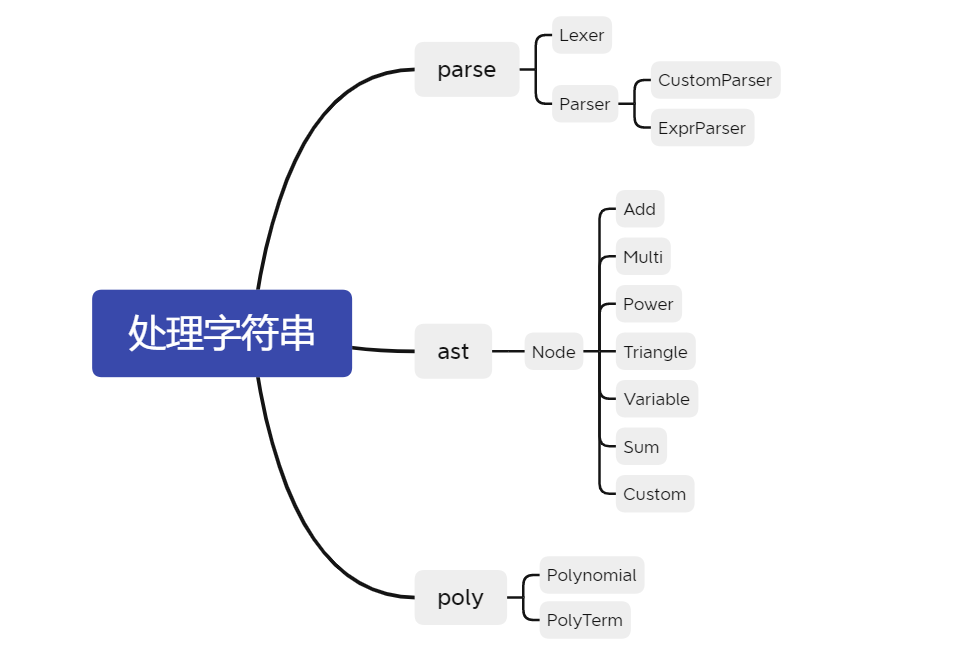 处理字符串
parse
Lexer
Parser
CustomParser
ExprParser
ast
Node
Add
Multi
Power
Triangle
Variable
Sum
Custom
poly
Polynomial
PolyTerm